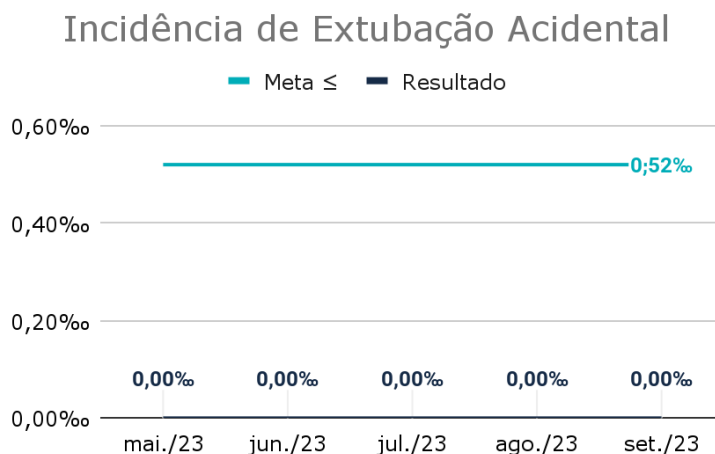 Incidência de Extubação Acidental
Meta ≤ Resultado
0,60‰
0;52‰
0,40‰
0,20‰
0,00‰ 0,00‰ 0,00‰ 0,00‰ 0,00‰
0,00‰
mai./23 jun./23 jul./23 ago./23 set./23